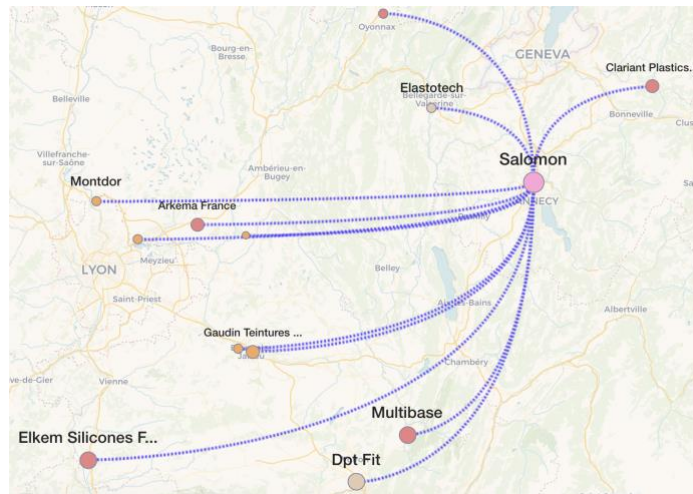 Oyonnax
Bourg-en-
Bresse
GENEVA
Clariant Plastics.
Elastotech
Bellegarde-sur-
Belleville
Bonneville
Villefranche-
sur-Saône
Salomon
Ambérieu-en-
Bugey
Montdor
Arkema France
ANNECY
Meyzieu
LYON
Belley
Saint-Priest
Aix-les-Bains
Albertville
Gaudin Teintures ...
Chambéry
Vienne
Multibase
Elkem Silicones F...
Dpt Fit